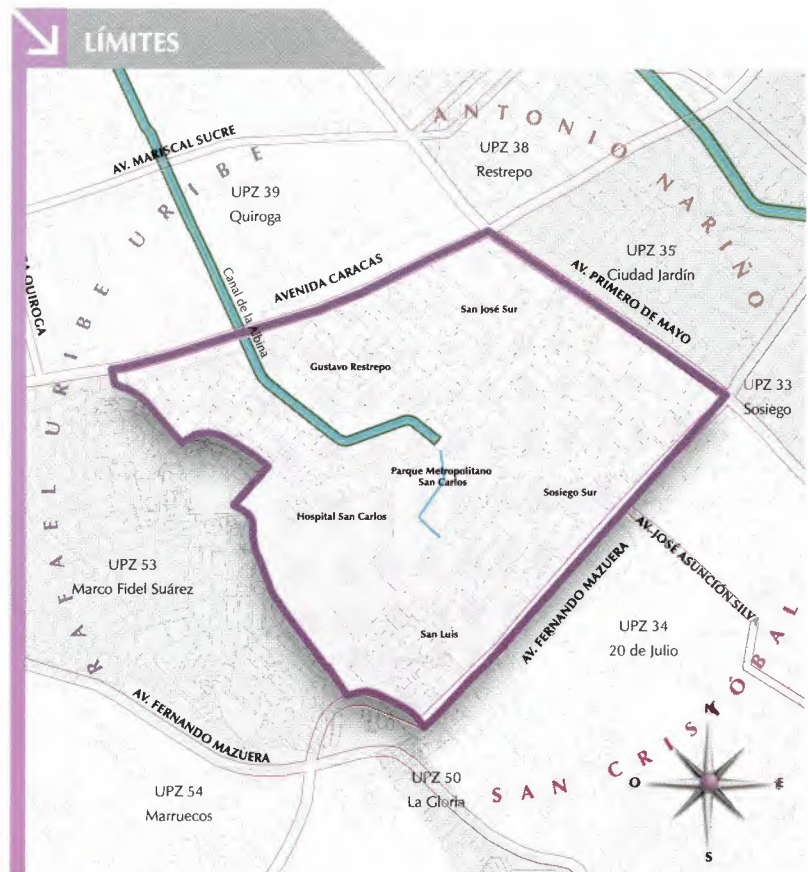 LÍMITES
ANTONIO NARIÑO
AV. MARISCAL SUCRE
UPZ 38
Restrepo
UPZ 39
Quiroga
RAFAEL URIBE URIBE
UPZ 35
Ciudad Jardín
QUIROGA
Canal de la Albina
AVENIDA CARACAS
AV. PRIMERO DE MAYO
San José Sur
Gustavo Restrepo
UPZ 33
Sosiego
Parque Metropolitano
San Carlos
Sosiego Sur
Hospital San Carlos
AV. JOSÉ ASUNCIÓN SILVA
UPZ 53
Marco Fidel Suárez
AV. FERNANDO MAZUERA
UPZ 34
20 de Julio
San Luis
SAN CRISTÓBAL
AV. FERNANDO MAZUERA
UPZ 50
La Gloria
UPZ 54
Marruecos
N
O
E
S